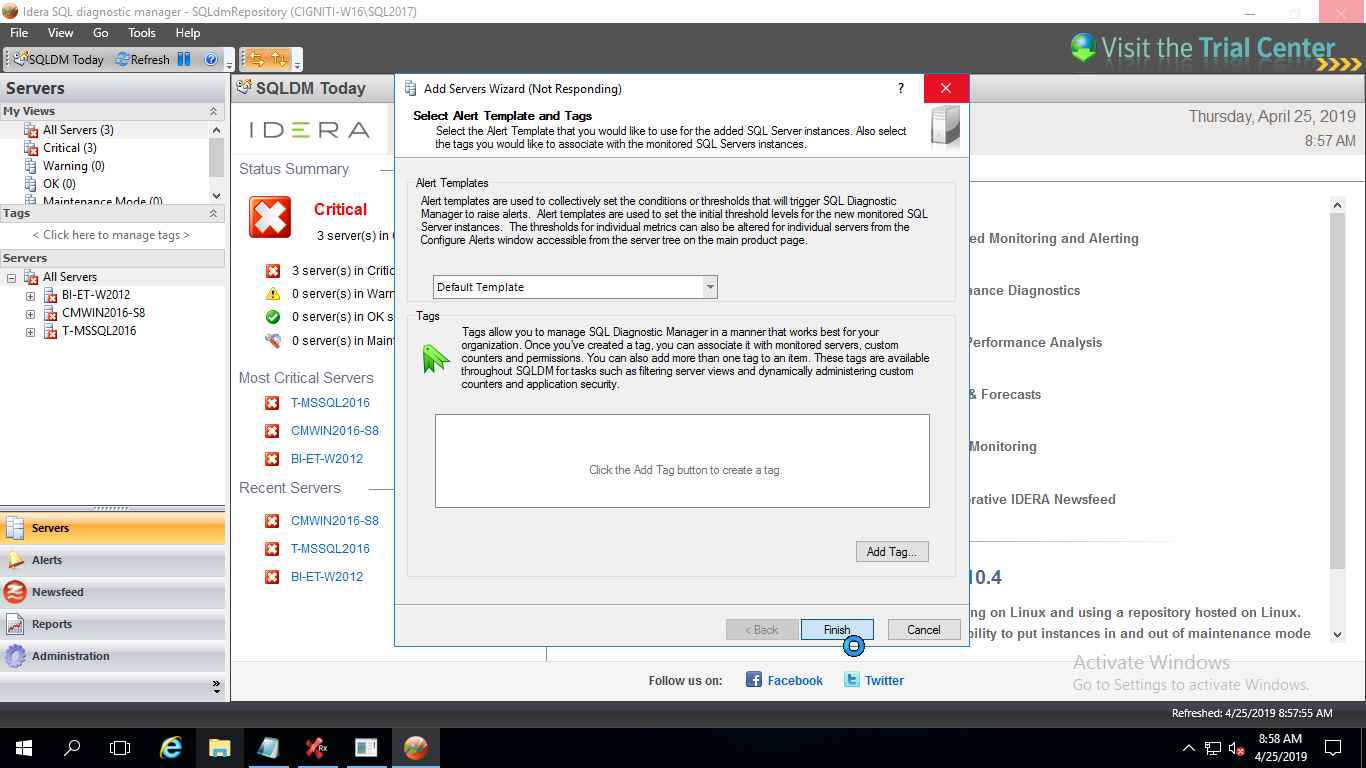 Idera SQL diagnostic manager - SQLdmRepository (CIGNITI-W16\SQL2017)
File View Go Tools Help
SQLDM Today Refresh
Visit the Trial Center
Servers
My Views
All Servers (3)
Critical (3)
Warning (0)
OK (0)
Maintenance Mode (0)
Tags
< Click here to manage tags >
Servers
All Servers
BI-ET-W2012
CMWIN2016-S8
T-MSSQL2016
Servers
Alerts
Newsfeed
Reports
Administration
SQLDM Today
IDERA
Thursday, April 25, 2019
8:57 AM
Status Summary
Critical
3 server(s) in
3 server(s) in Critic
0 server(s) in Warn
0 server(s) in OK s
0 server(s) in Main
Most Critical Servers
T-MSSQL2016
CMWIN2016-S8
BI-ET-W2012
Recent Servers
CMWIN2016-S8
T-MSSQL2016
BI-ET-W2012
Add Servers Wizard (Not Responding)
?
Select Alert Template and Tags
Select the Alert Template that you would like to use for the added SQL Server instances. Also select
the tags you would like to associate with the monitored SQL Servers instances.
Alert Templates
Alert templates are used to collectively set the conditions or thresholds that will trigger SQL Diagnostic
Manager to raise alerts. Alert templates are used to set the initial threshold levels for the new monitored SQL
Server instances. The thresholds for individual metrics can also be altered for individual servers from the
Configure Alerts window accessible from the server tree on the main product page.
Default Template
Tags
Tags allow you to manage SQL Diagnostic Manager in a manner that works best for your
organization. Once you've created a tag, you can associate it with monitored servers, custom
counters and permissions. You can also add more than one tag to an item. These tags are available
throughout SQLDM for tasks such as filtering server views and dynamically administering custom
counters and application security.
Click the Add Tag button to create a tag.
Add Tag...
< Back Finish Cancel
ed Monitoring and Alerting
ance Diagnostics
Performance Analysis
& Forecasts
Monitoring
rative IDERA Newsfeed
10.4
ng on Linux and using a repository hosted on Linux.
bility to put instances in and out of maintenance mode
Follow us on: Facebook Twitter
Activate Windows
Go to Settings to activate Windows.
Refreshed: 4/25/2019 8:57:55 AM
8:58 AM
4/25/2019